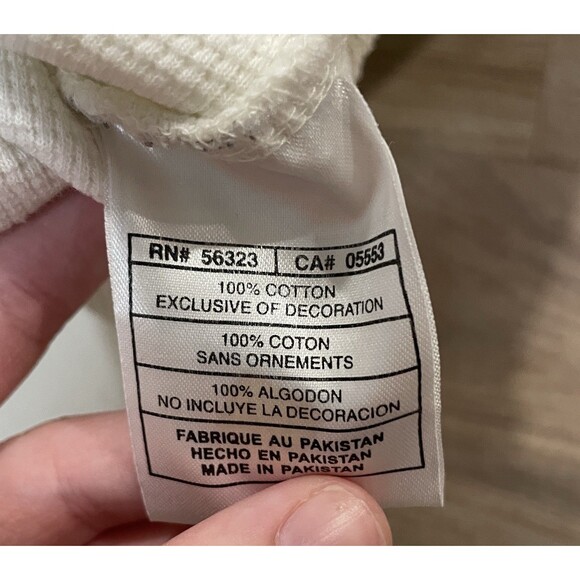 RN# 56323 CA# 05553
100% COTTON
EXCLUSIVE OF DECORATION
100% COTON
SANS ORNEMENTS
100% ALGODON
NO INCLUYE LA DECORACION
FABRIQUE AU PAKISTAN
HECHO EN PAKISTAN
MADE IN PAKISTAN